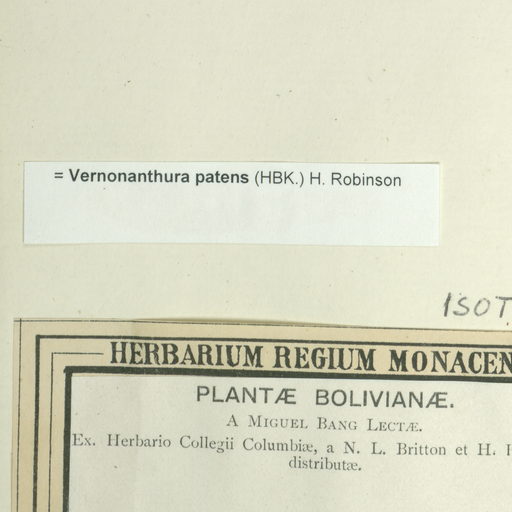 = Vernonanthura patens (HBK.) H. Robinson
ISOT
HERBARIUM REGIUM MONACEN
PLANTÆ BOLIVIANÆ.
A MIGUEL BANG LECTÆ.
Ex. Herbario Collegii Columbiæ, a N. L. Britton et H. H
distributæ.